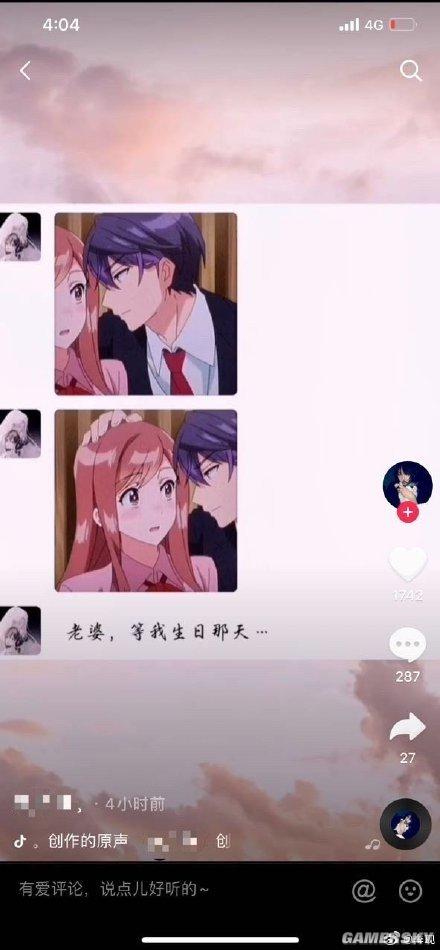 4:04
4G
老婆，等我生日那天…
1742
287
27
· 4小时前
。创作的原声
创
有爱评论，说点儿好听的~
@
GAMERSKY